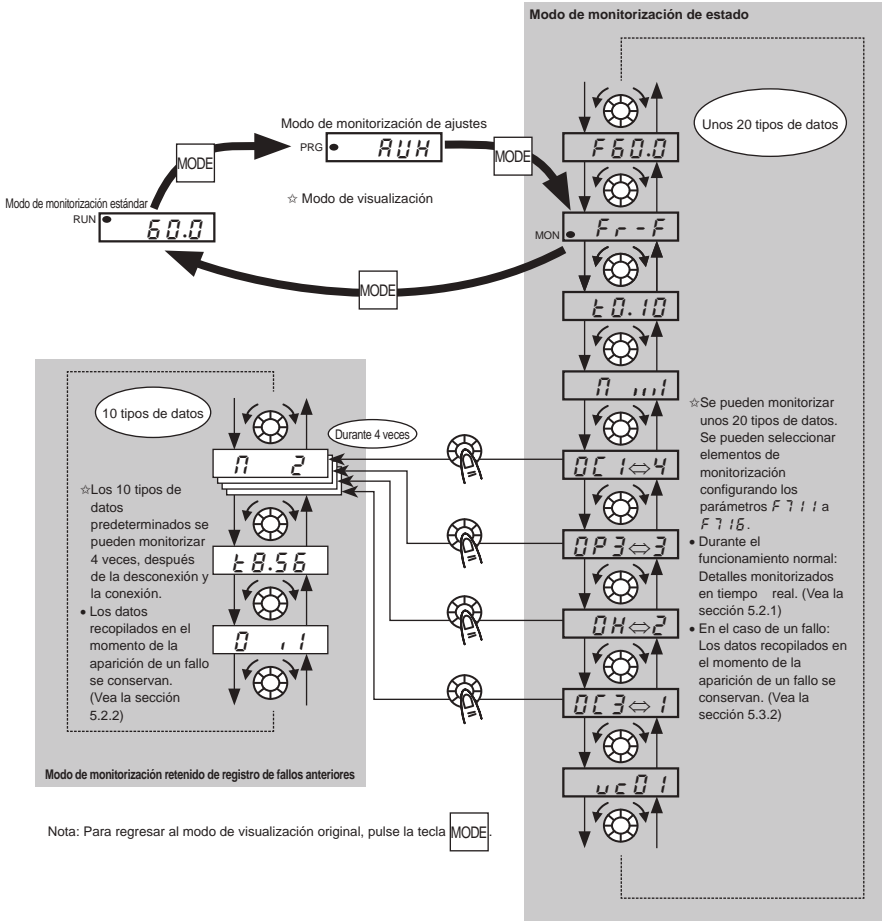 Modo de monitorización de estado
Unos 20 tipos de datos
Modo de monitorización de ajustes
PRG
AUH
MODE
MODE
☆ Modo de visualización
Modo de monitorización estándar
RUN
60.0
MODE
F60.0
MON
Fr-F
t0.10
10 tipos de datos
Durante 4 veces
n 2
☆Los 10 tipos de
datos
predeterminados se
pueden monitorizar
4 veces, después
de la desconexión y
la conexión.
• Los datos
recopilados en el
momento de la
aparición de un fallo
se conservan.
(Vea la sección
5.2.2)
t8.56
Modo de monitorización retenido de registro de fallos anteriores
OC1⇔4
OP3⇔3
OH⇔2
OC3⇔1
uc01
☆Se pueden monitorizar
unos 20 tipos de datos.
Se pueden seleccionar
elementos de
monitorización
configurando los
parámetros F711 a
F716.
• Durante el
funcionamiento normal:
Detalles monitorizados
en tiempo real. (Vea la
sección 5.2.1)
• En el caso de un fallo:
Los datos recopilados en
el momento de la
aparición de un fallo se
conservan. (Vea la
sección 5.3.2)
Nota: Para regresar al modo de visualización original, pulse la tecla MODE.